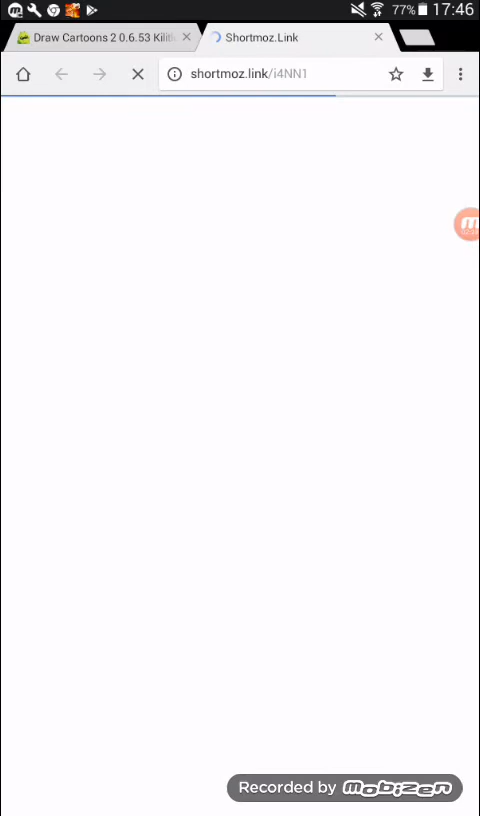 77% 17:46
Draw Cartoons 2 0.6.53 Kilitl
Shortmoz.Link
shortmoz.link/i4NN1
Recorded by mobizen